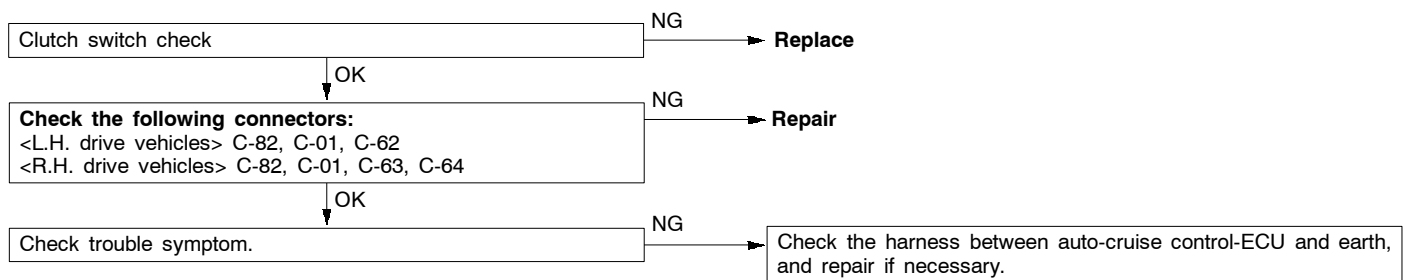 Clutch switch check
NG
Replace
OK
Check the following connectors:
<L.H. drive vehicles> C-82, C-01, C-62
<R.H. drive vehicles> C-82, C-01, C-63, C-64
NG
Repair
OK
Check trouble symptom.
NG
Check the harness between auto-cruise control-ECU and earth,
and repair if necessary.